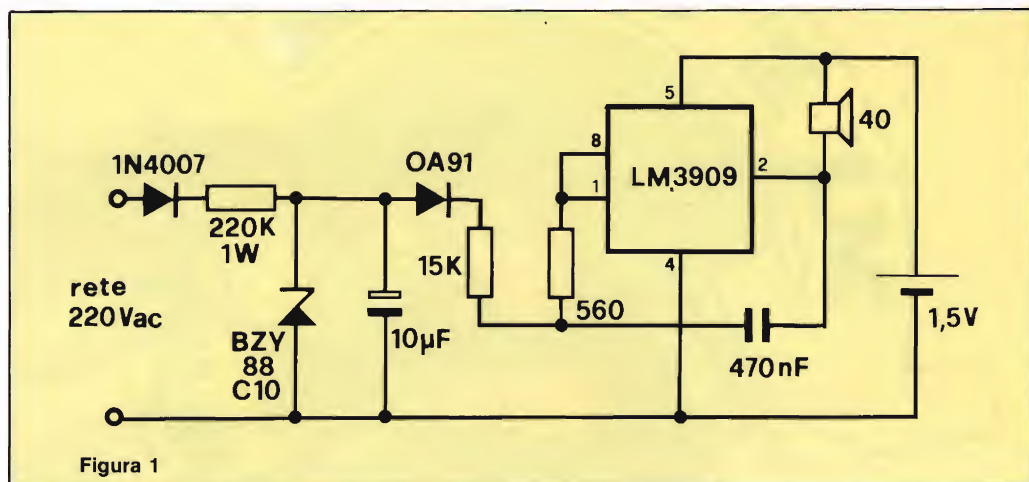 1N4007
220K
1W
rete
220Vac
BZY
88
C10
10µF
OA91
15K
560
8
1
5
LM3909
2
4
40
470nF
1,5V
Figura 1